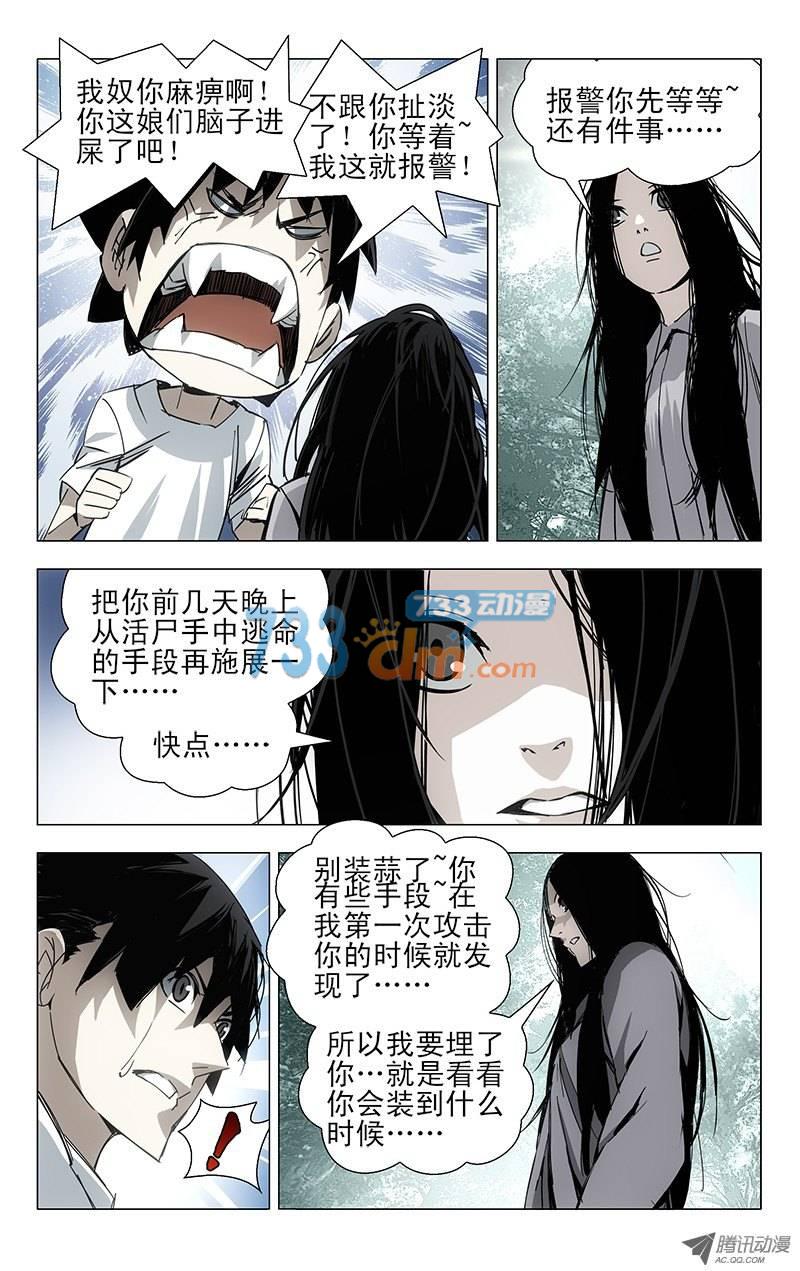 我奴你麻痹啊！
你这娘们脑子进
屎了吧！
不跟你扯淡
了！你等着~
我这就报警！
报警你先等等~
还有件事……
把你前几天晚上
从活尸手中逃命
的手段再施展一
下……
快点……
733动漫
733dm.com
别装蒜了~你
有些手段~在
我第一次攻击
你的时候就发
现了……
所以我要埋了
你…就是看看
你会装到什么
时候……
!
腾讯动漫
AC.QQ.COM